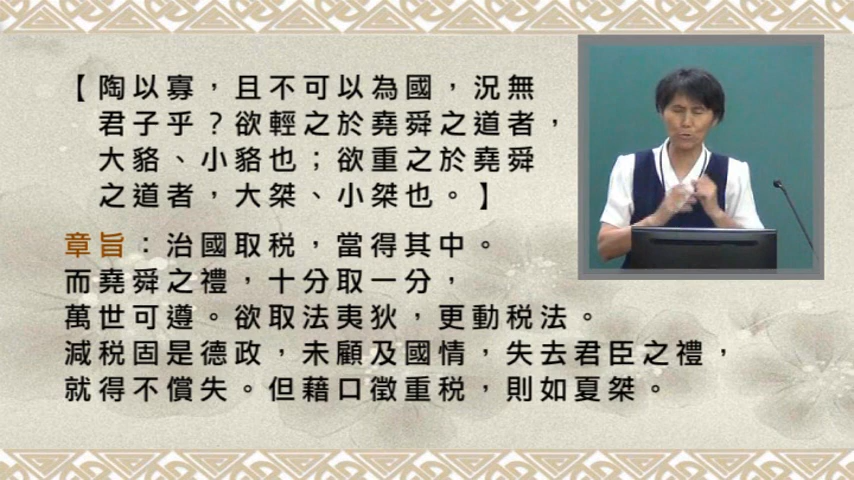 【陶以寡，且不可以為國，況無
君子乎？欲輕之於堯舜之道者，
大貉、小貉也；欲重之於堯舜
之道者，大桀、小桀也。】
章旨：治國取稅，當得其中。
而堯舜之禮，十分取一分，
萬世可遵。欲取法夷狄，更動稅法。
減稅固是德政，未顧及國情，失去君臣之禮，
就得不償失。但藉口徵重稅，則如夏桀。